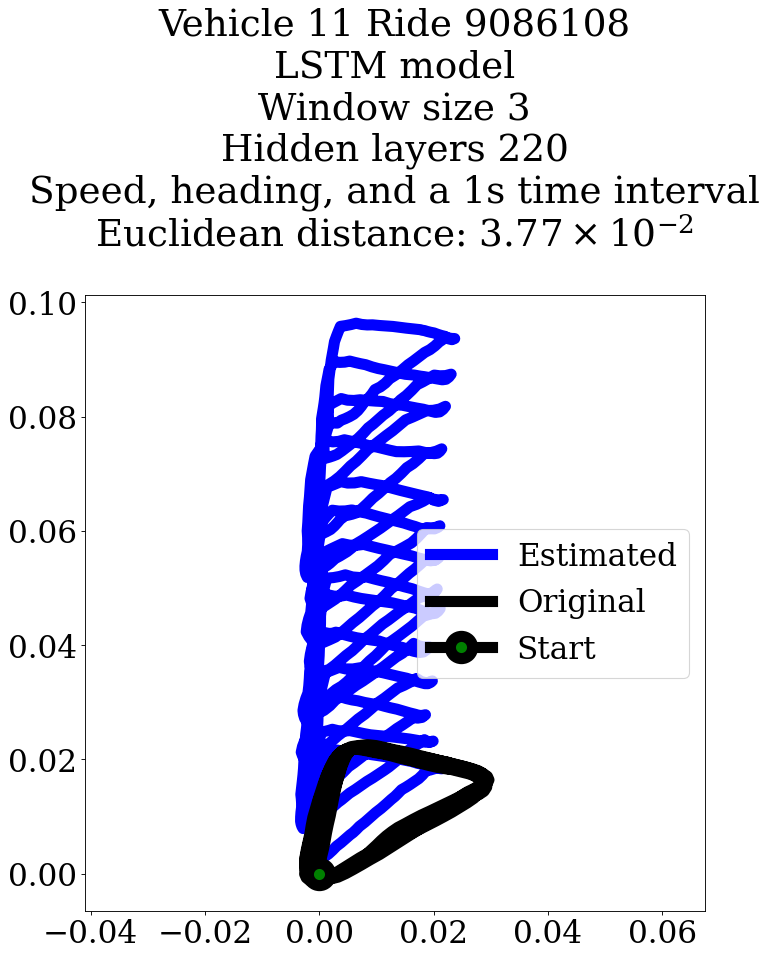 Vehicle 11 Ride 9086108
LSTM model
Window size 3
Hidden layers 220
Speed, heading, and a 1s time interval
Euclidean distance: 3.77 × 10⁻²
0.10
0.08
0.06
0.04
0.02
0.00
Estimated
Original
Start
−0.04 −0.02 0.00 0.02 0.04 0.06